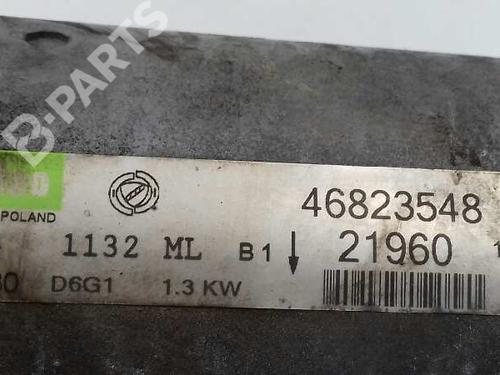 B-PARTS
POLAND
46823548
1132 ML B1 21960
D6G1 1.3 KW